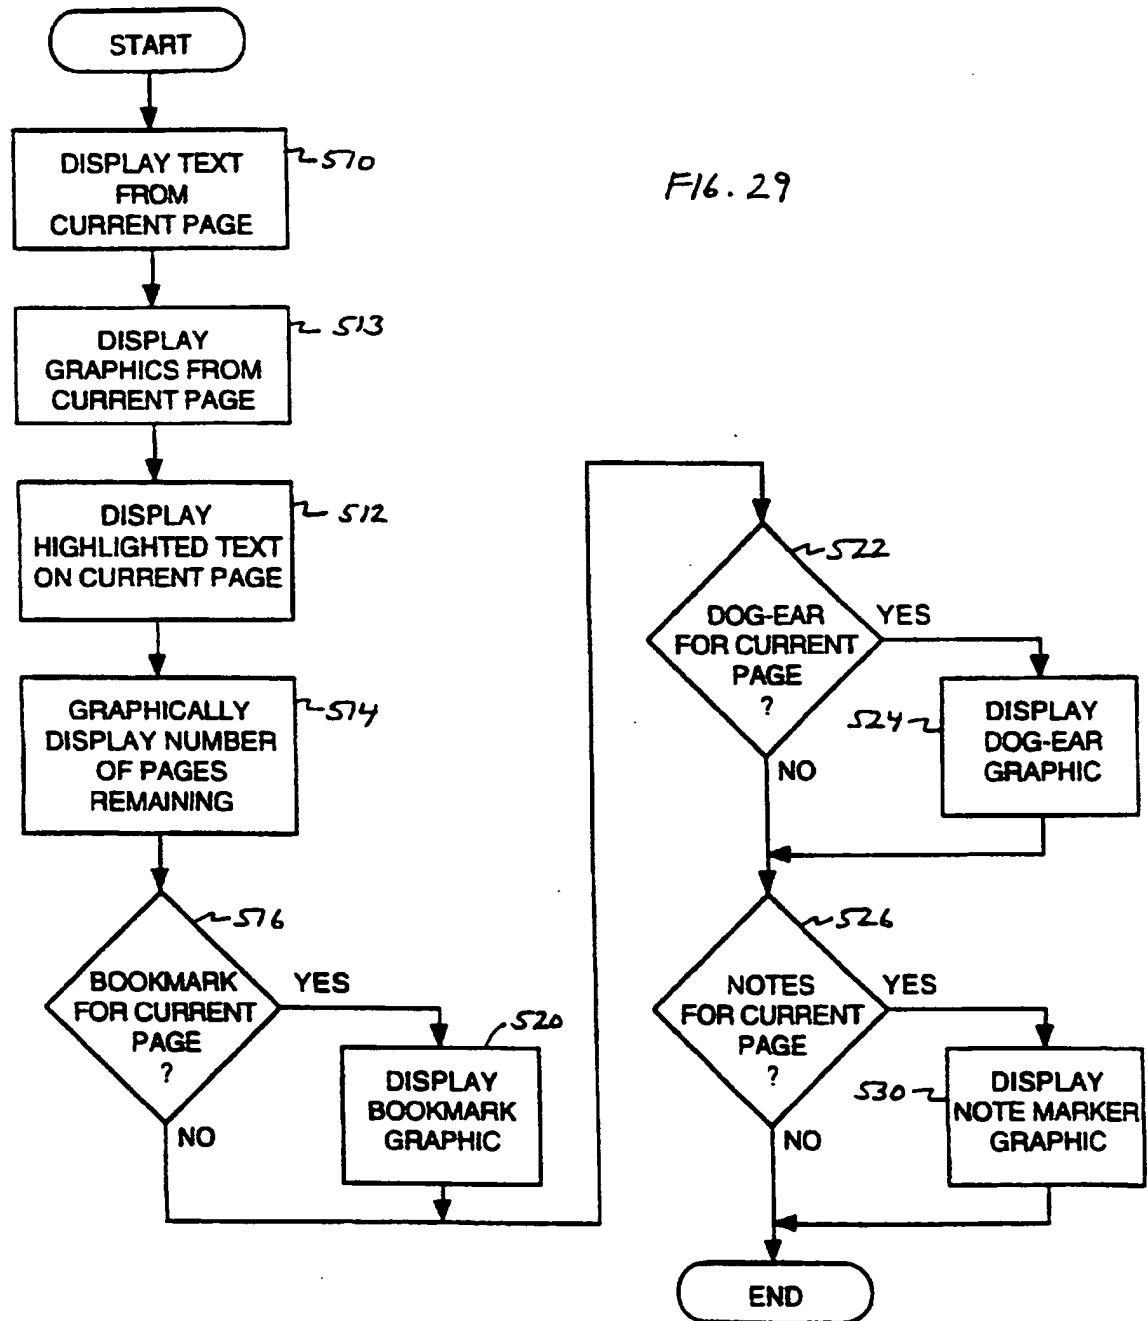 START
DISPLAY TEXT
FROM
CURRENT PAGE
510
FIG. 29
DISPLAY
GRAPHICS FROM
CURRENT PAGE
513
DISPLAY
HIGHLIGHTED TEXT
ON CURRENT PAGE
512
GRAPHICALLY
DISPLAY NUMBER
OF PAGES
REMAINING
514
BOOKMARK
FOR CURRENT
PAGE
?
516
YES
NO
520
DISPLAY
BOOKMARK
GRAPHIC
522
DOG-EAR
FOR CURRENT
PAGE
?
YES
NO
524
DISPLAY
DOG-EAR
GRAPHIC
526
NOTES
FOR CURRENT
PAGE
?
YES
NO
530
DISPLAY
NOTE MARKER
GRAPHIC
END